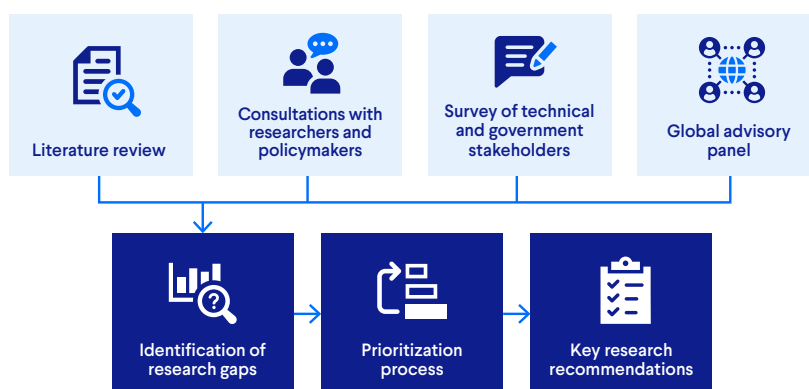 Literature review
Consultations with
researchers and
policymakers
Survey of technical
and government
stakeholders
Global advisory
panel
?
Identification of
research gaps
Prioritization
process
Key research
recommendations